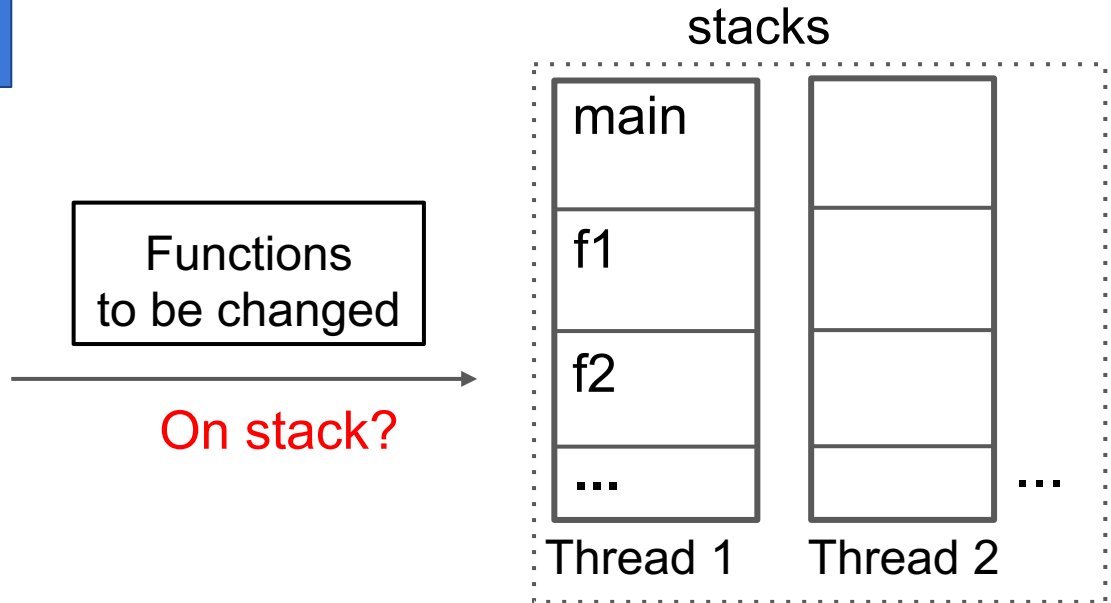 stacks
main
Functions
to be changed
f1
On stack?
f2
...
...
Thread 1
Thread 2